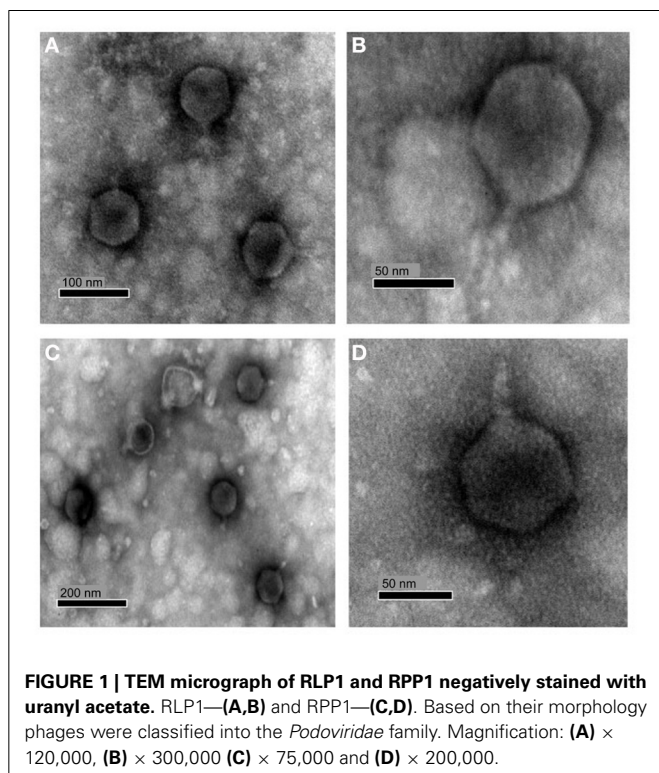 A
B
100 nm
50 nm
C
D
200 nm
50 nm
FIGURE 1 | TEM micrograph of RLP1 and RPP1 negatively stained with
uranyl acetate. RLP1—(A,B) and RPP1—(C,D). Based on their morphology
phages were classified into the Podoviridae family. Magnification: (A) ×
120,000, (B) × 300,000 (C) × 75,000 and (D) × 200,000.